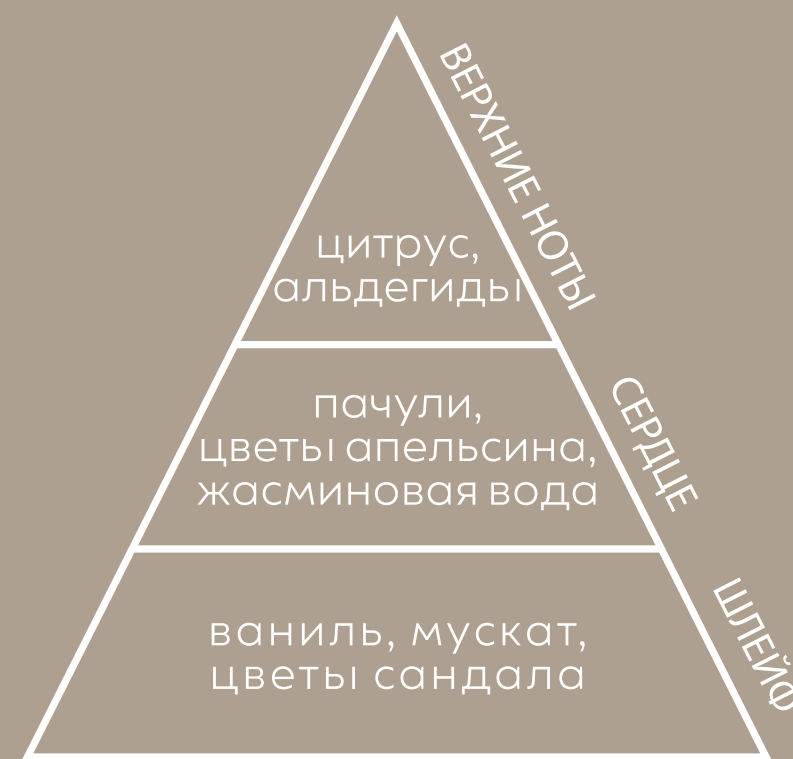 ВЕРХНИЕ НОТЫ
цитрус,
альдегиды
СЕРДЦЕ
пачули,
цветы апельсина,
жасминовая вода
ШЛЕЙФ
ваниль, мускат,
цветы сандала